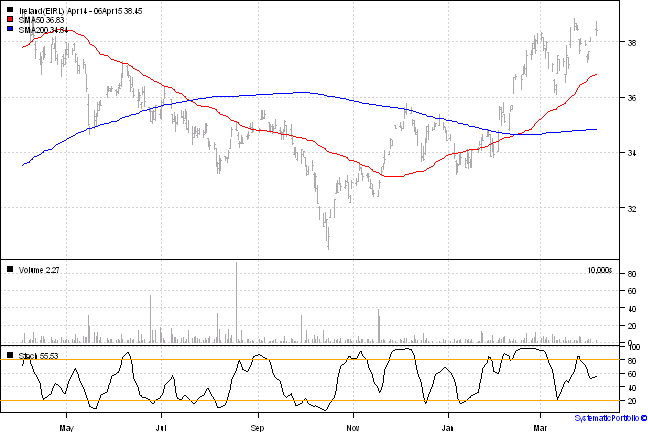 Ireland(EIRL) Apr14 - 06Apr15 38.45
SMA50 36.83
SMA200 34.84
38
36
34
32
Volume 2.27
10,000s
80
60
40
20
0
Stoch 55.53
100
80
60
40
20
May
Jul
Sep
Nov
Jan
Mar
SystematicPortfolio ©